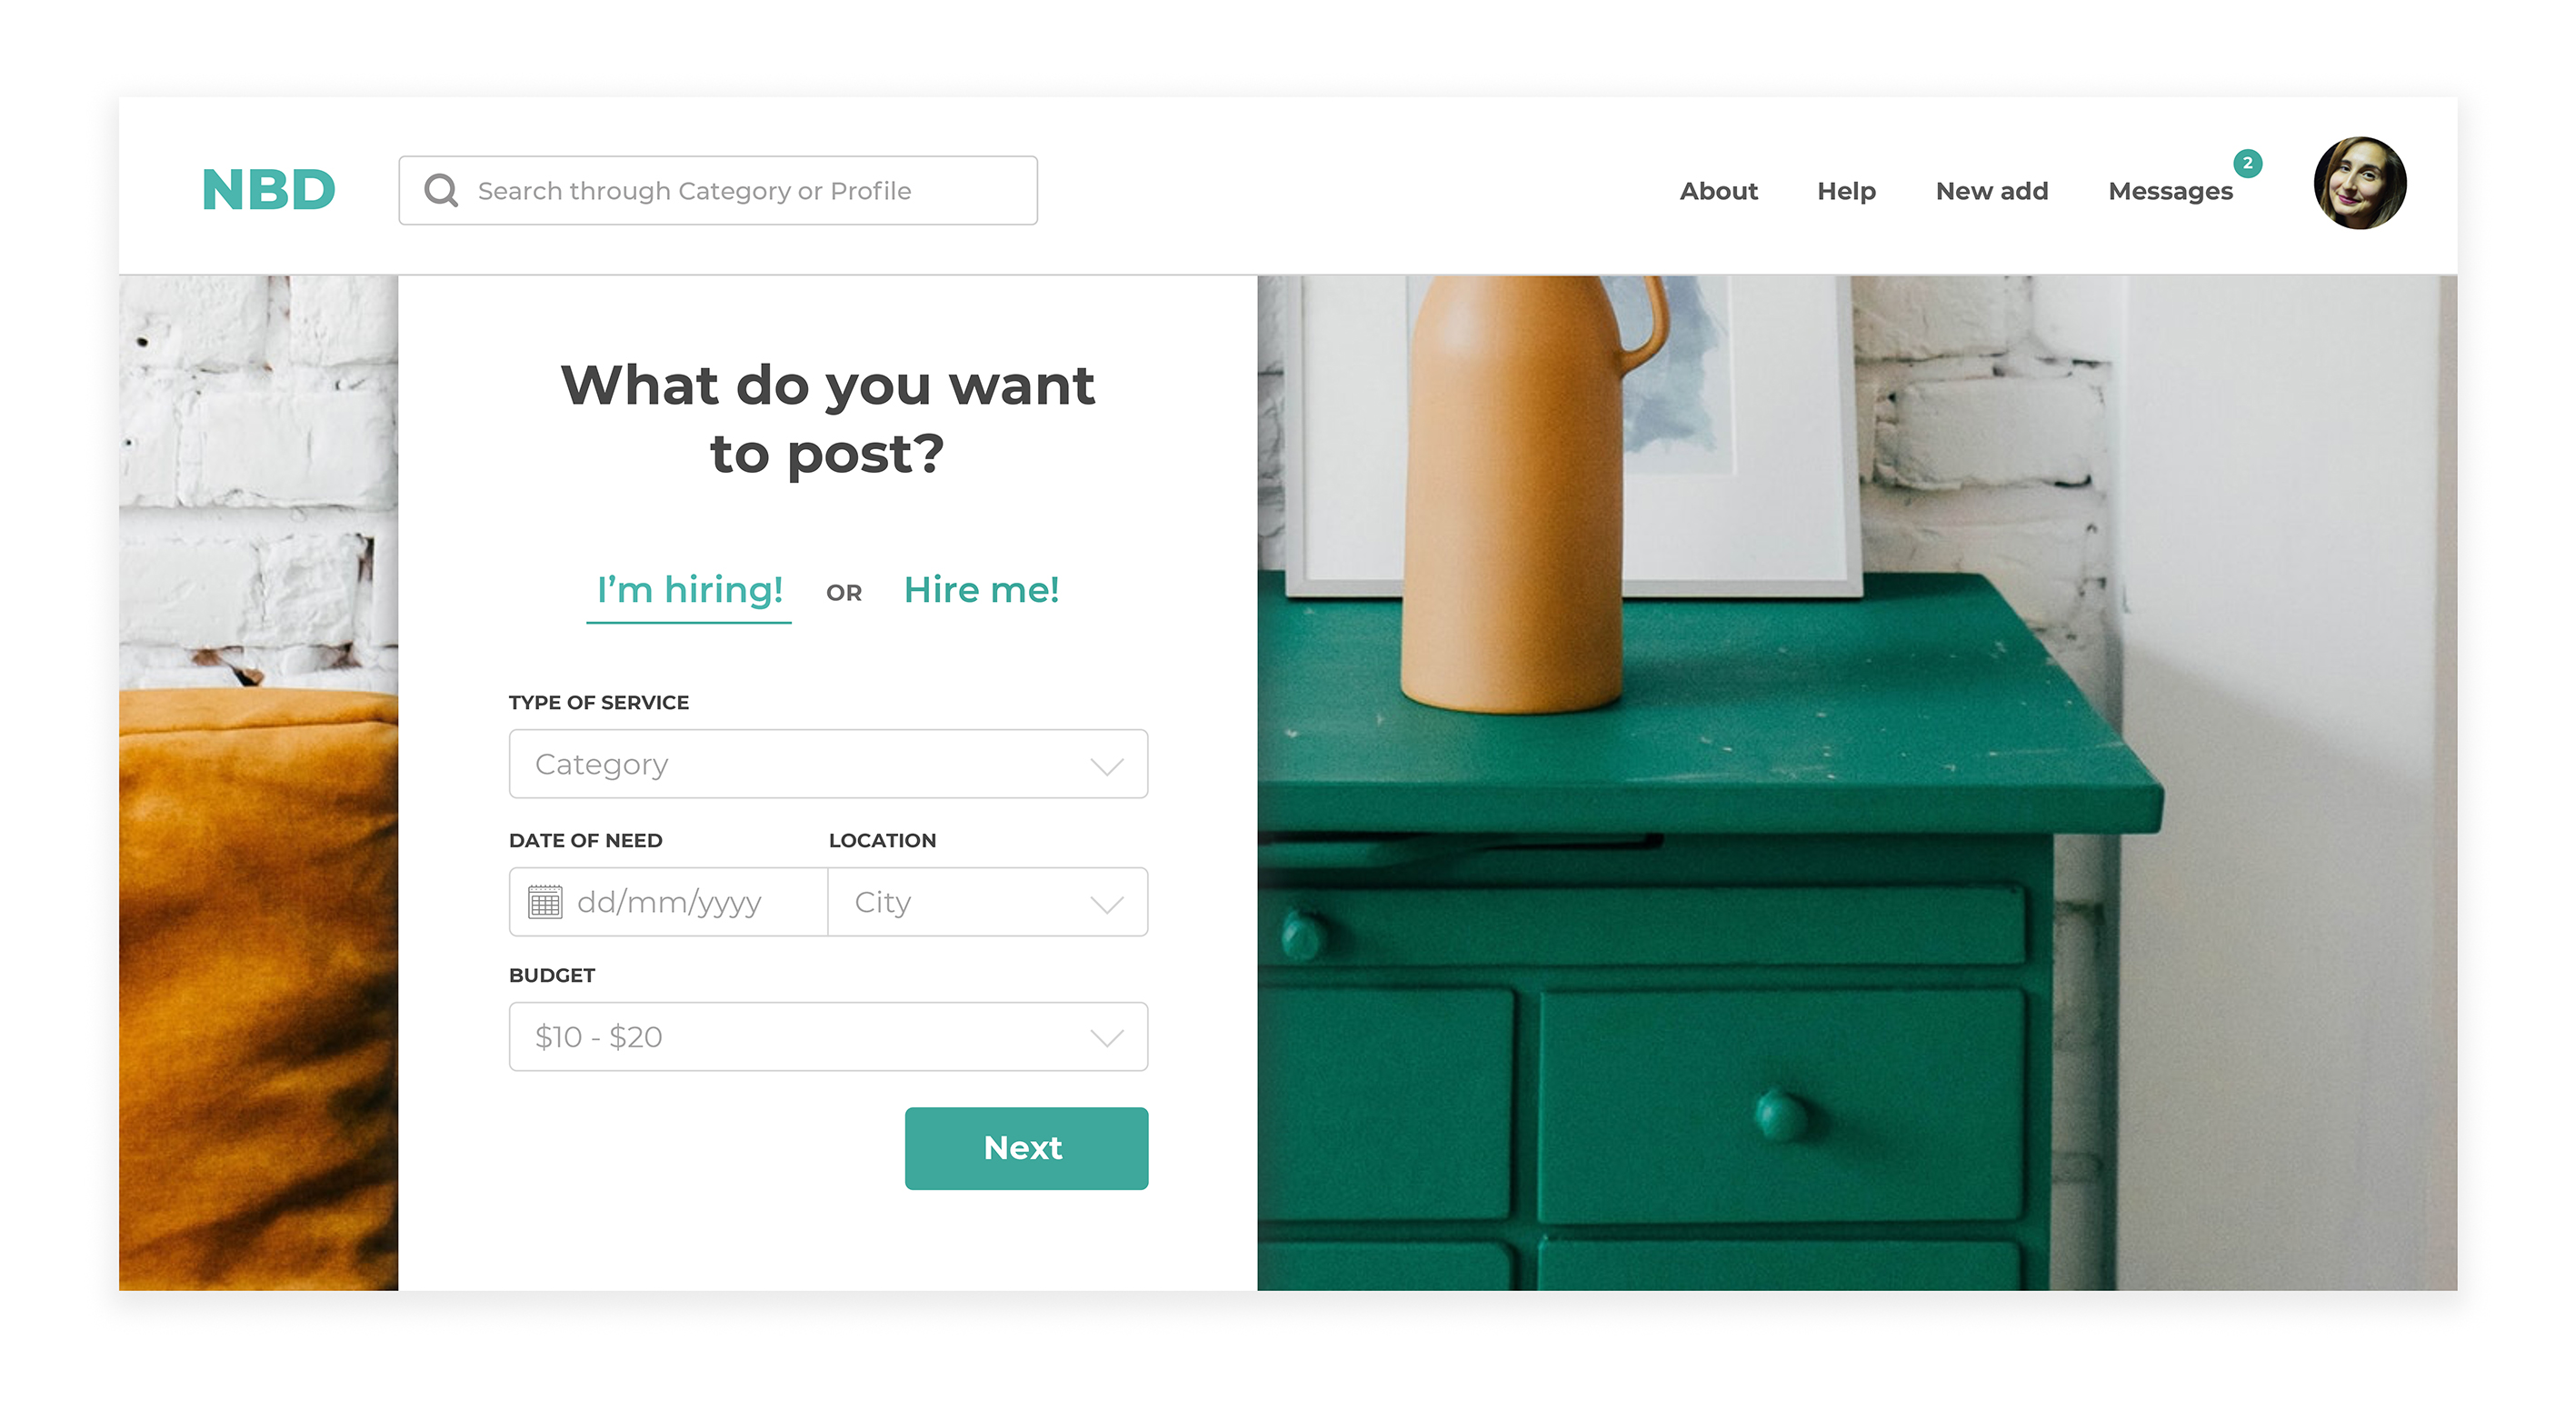 NBD
Search through Category or Profile
About
Help
New add
Messages
2
What do you want
to post?
I’m hiring! OR Hire me!
TYPE OF SERVICE
Category
DATE OF NEED LOCATION
dd/mm/yyyy City
BUDGET
$10 - $20
Next